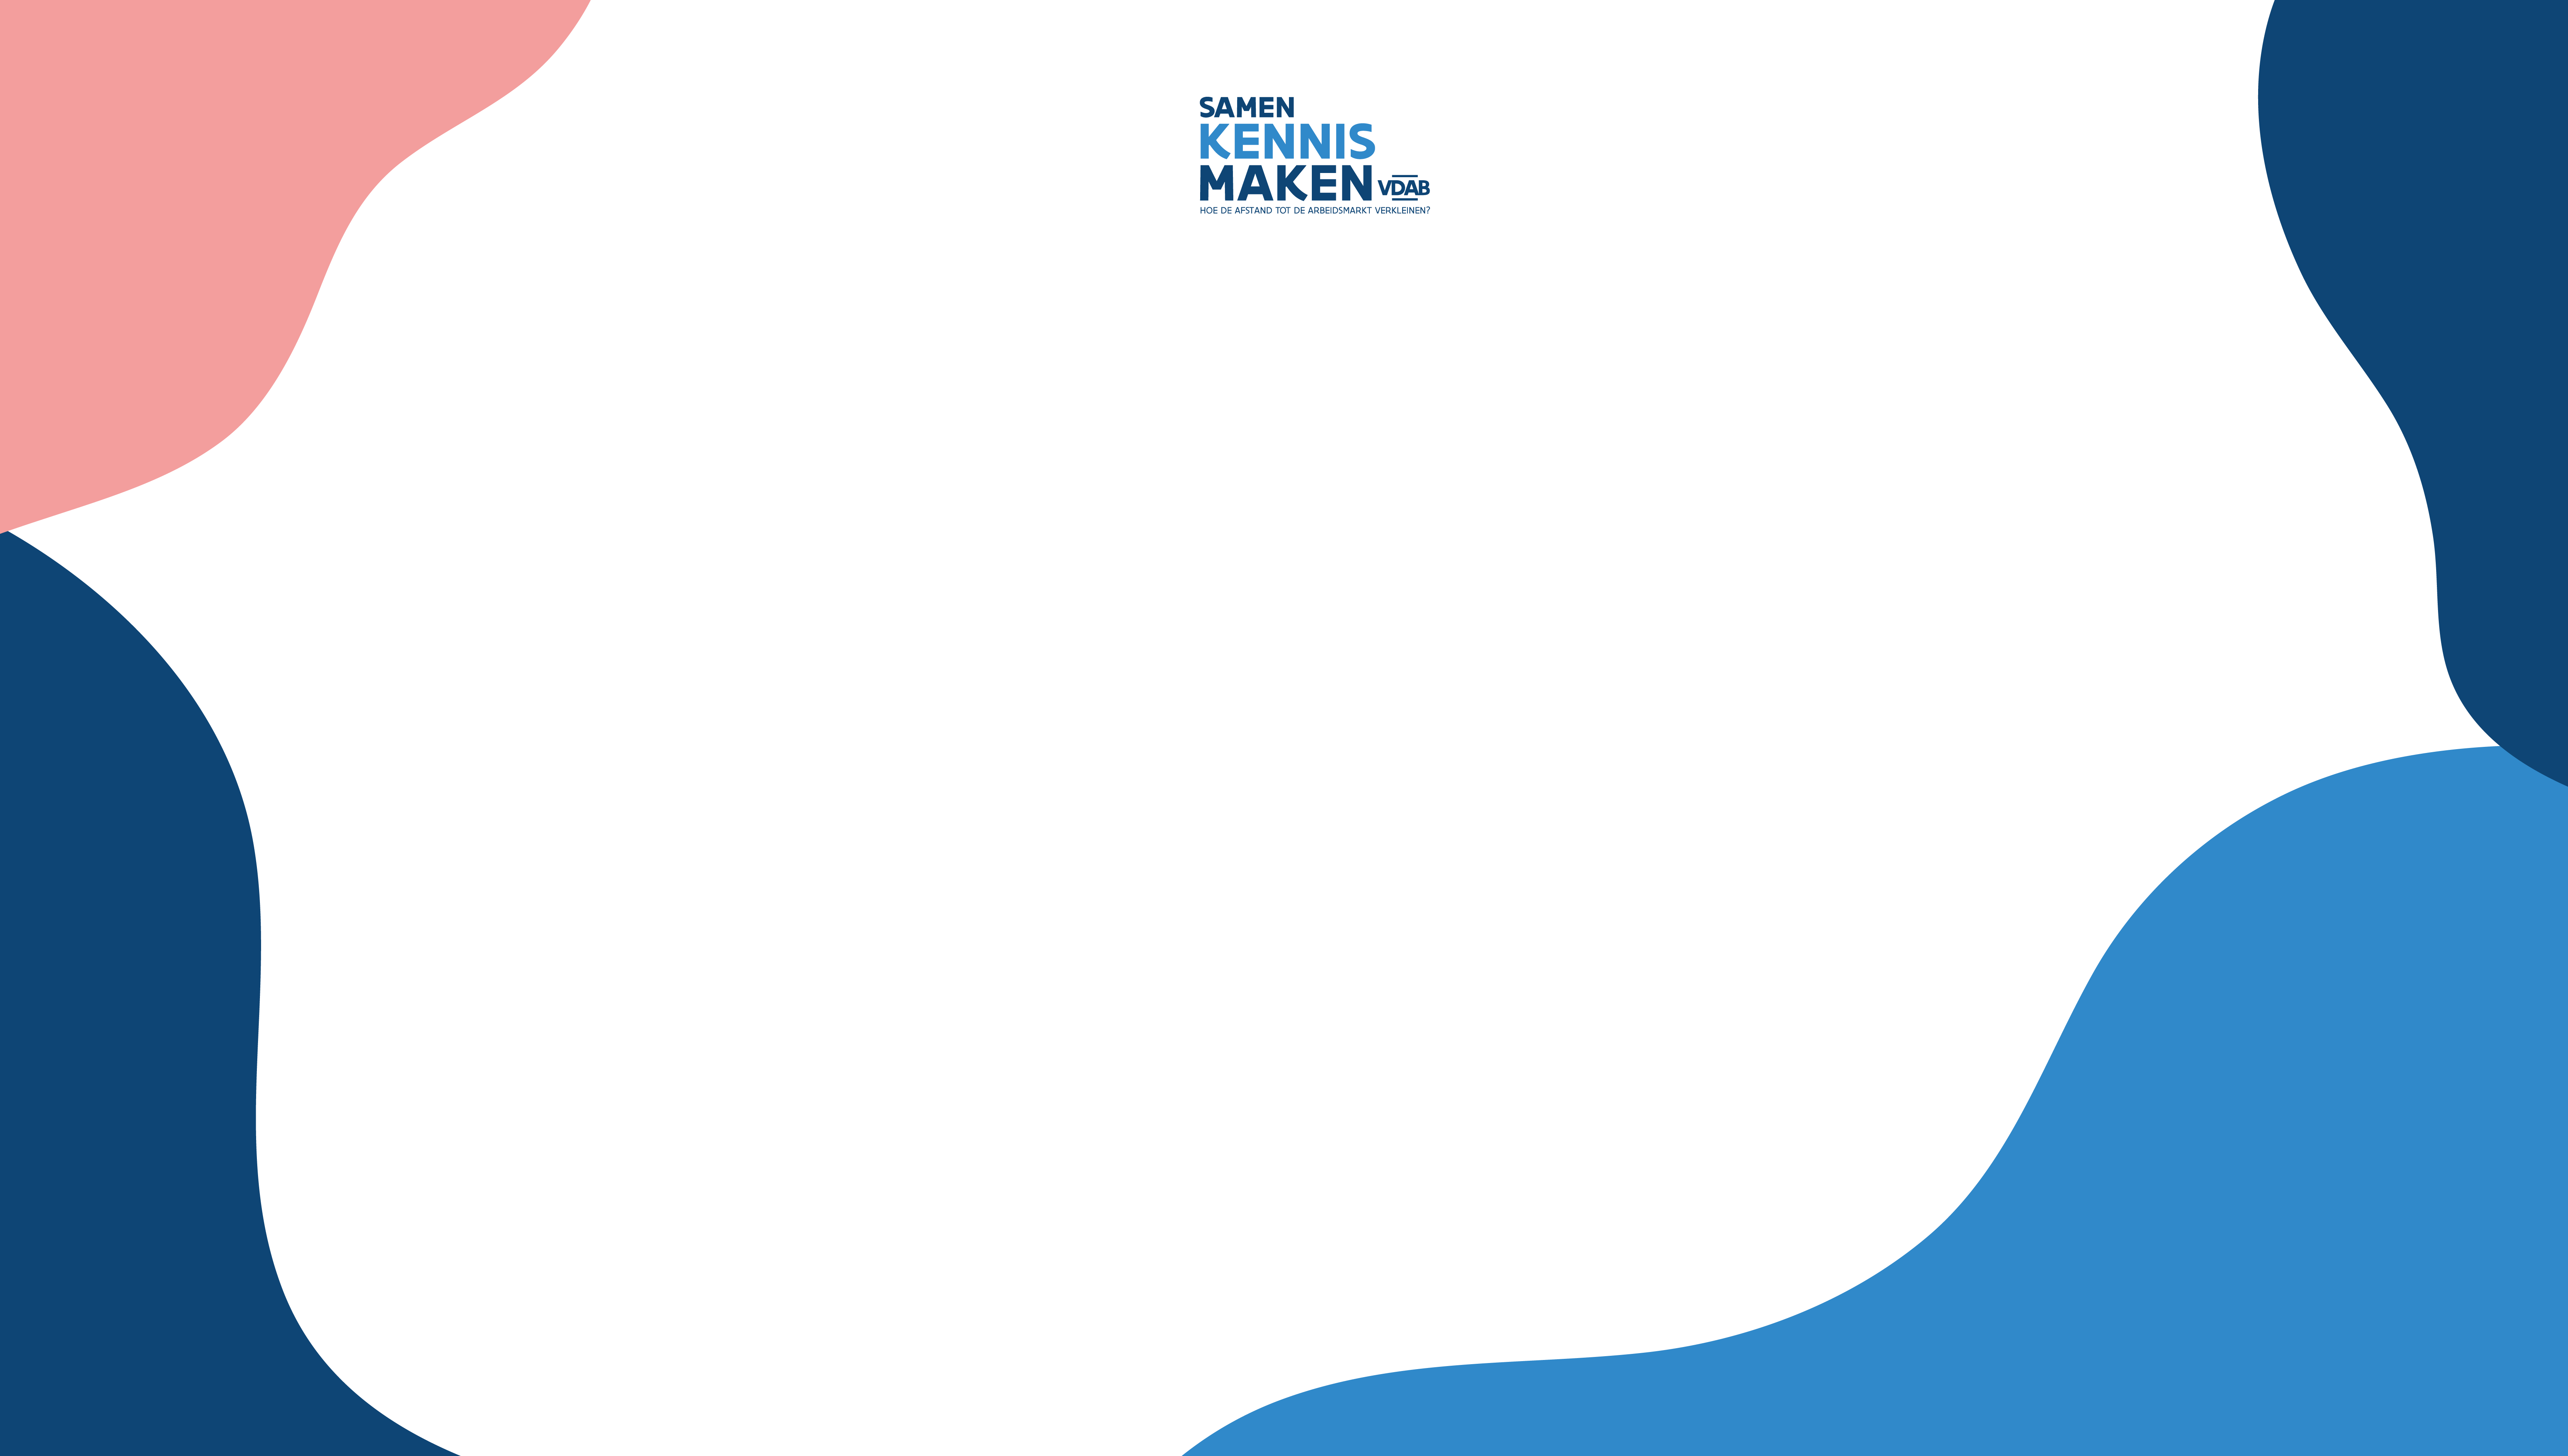 SAMEN
KENNIS
MAKEN VDAB
HOE DE AFSTAND TOT DE ARBEIDSMARKT VERKLEINEN?